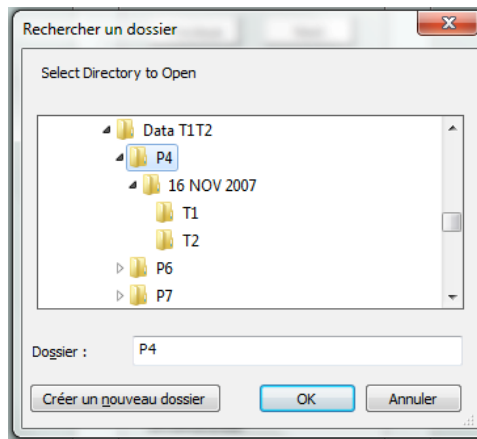 Rechercher un dossier
Select Directory to Open
Data T1T2
P4
16 NOV 2007
T1
T2
P6
P7
Dossier :
P4
Créer un nouveau dossier
OK
Annuler